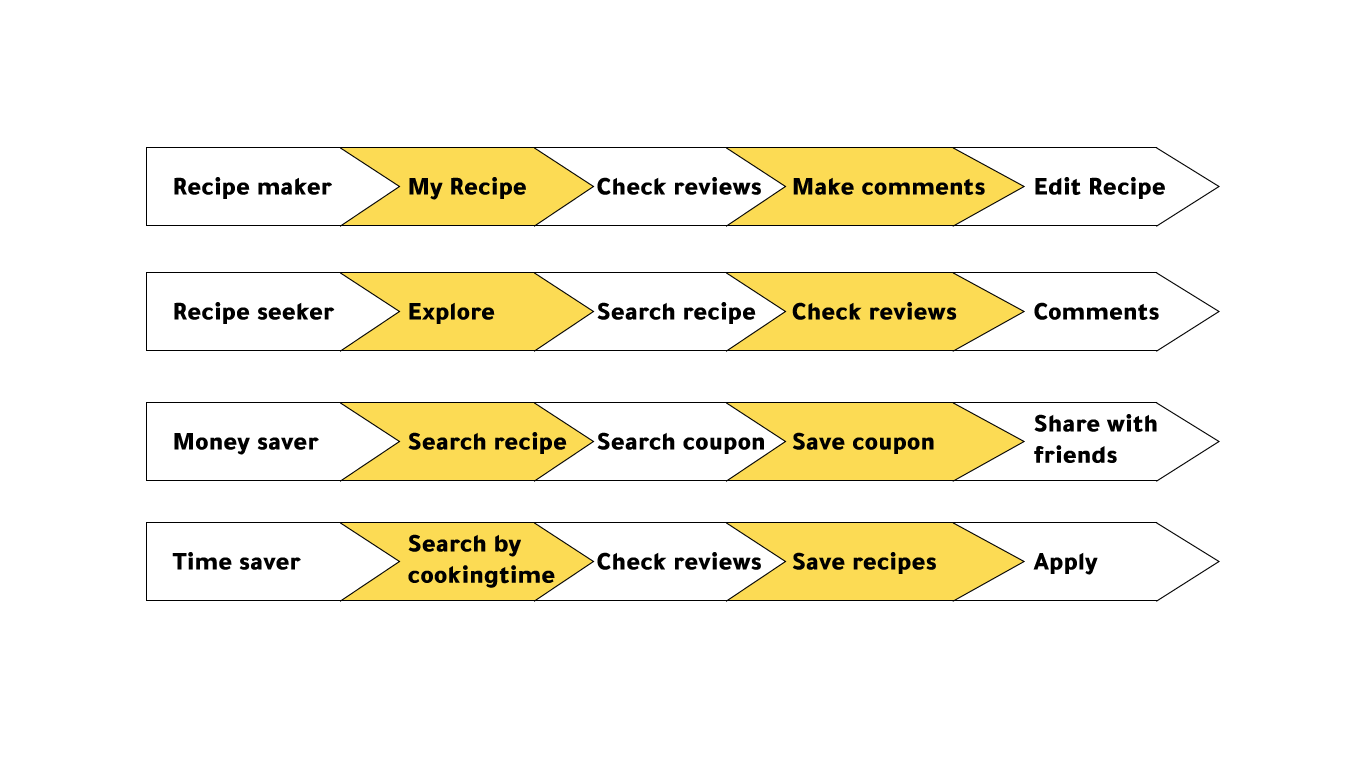 Recipe maker
My Recipe
Check reviews
Make comments
Edit Recipe
Recipe seeker
Explore
Search recipe
Check reviews
Comments
Money saver
Search recipe
Search coupon
Save coupon
Share with
friends
Time saver
Search by
cookingtime
Check reviews
Save recipes
Apply